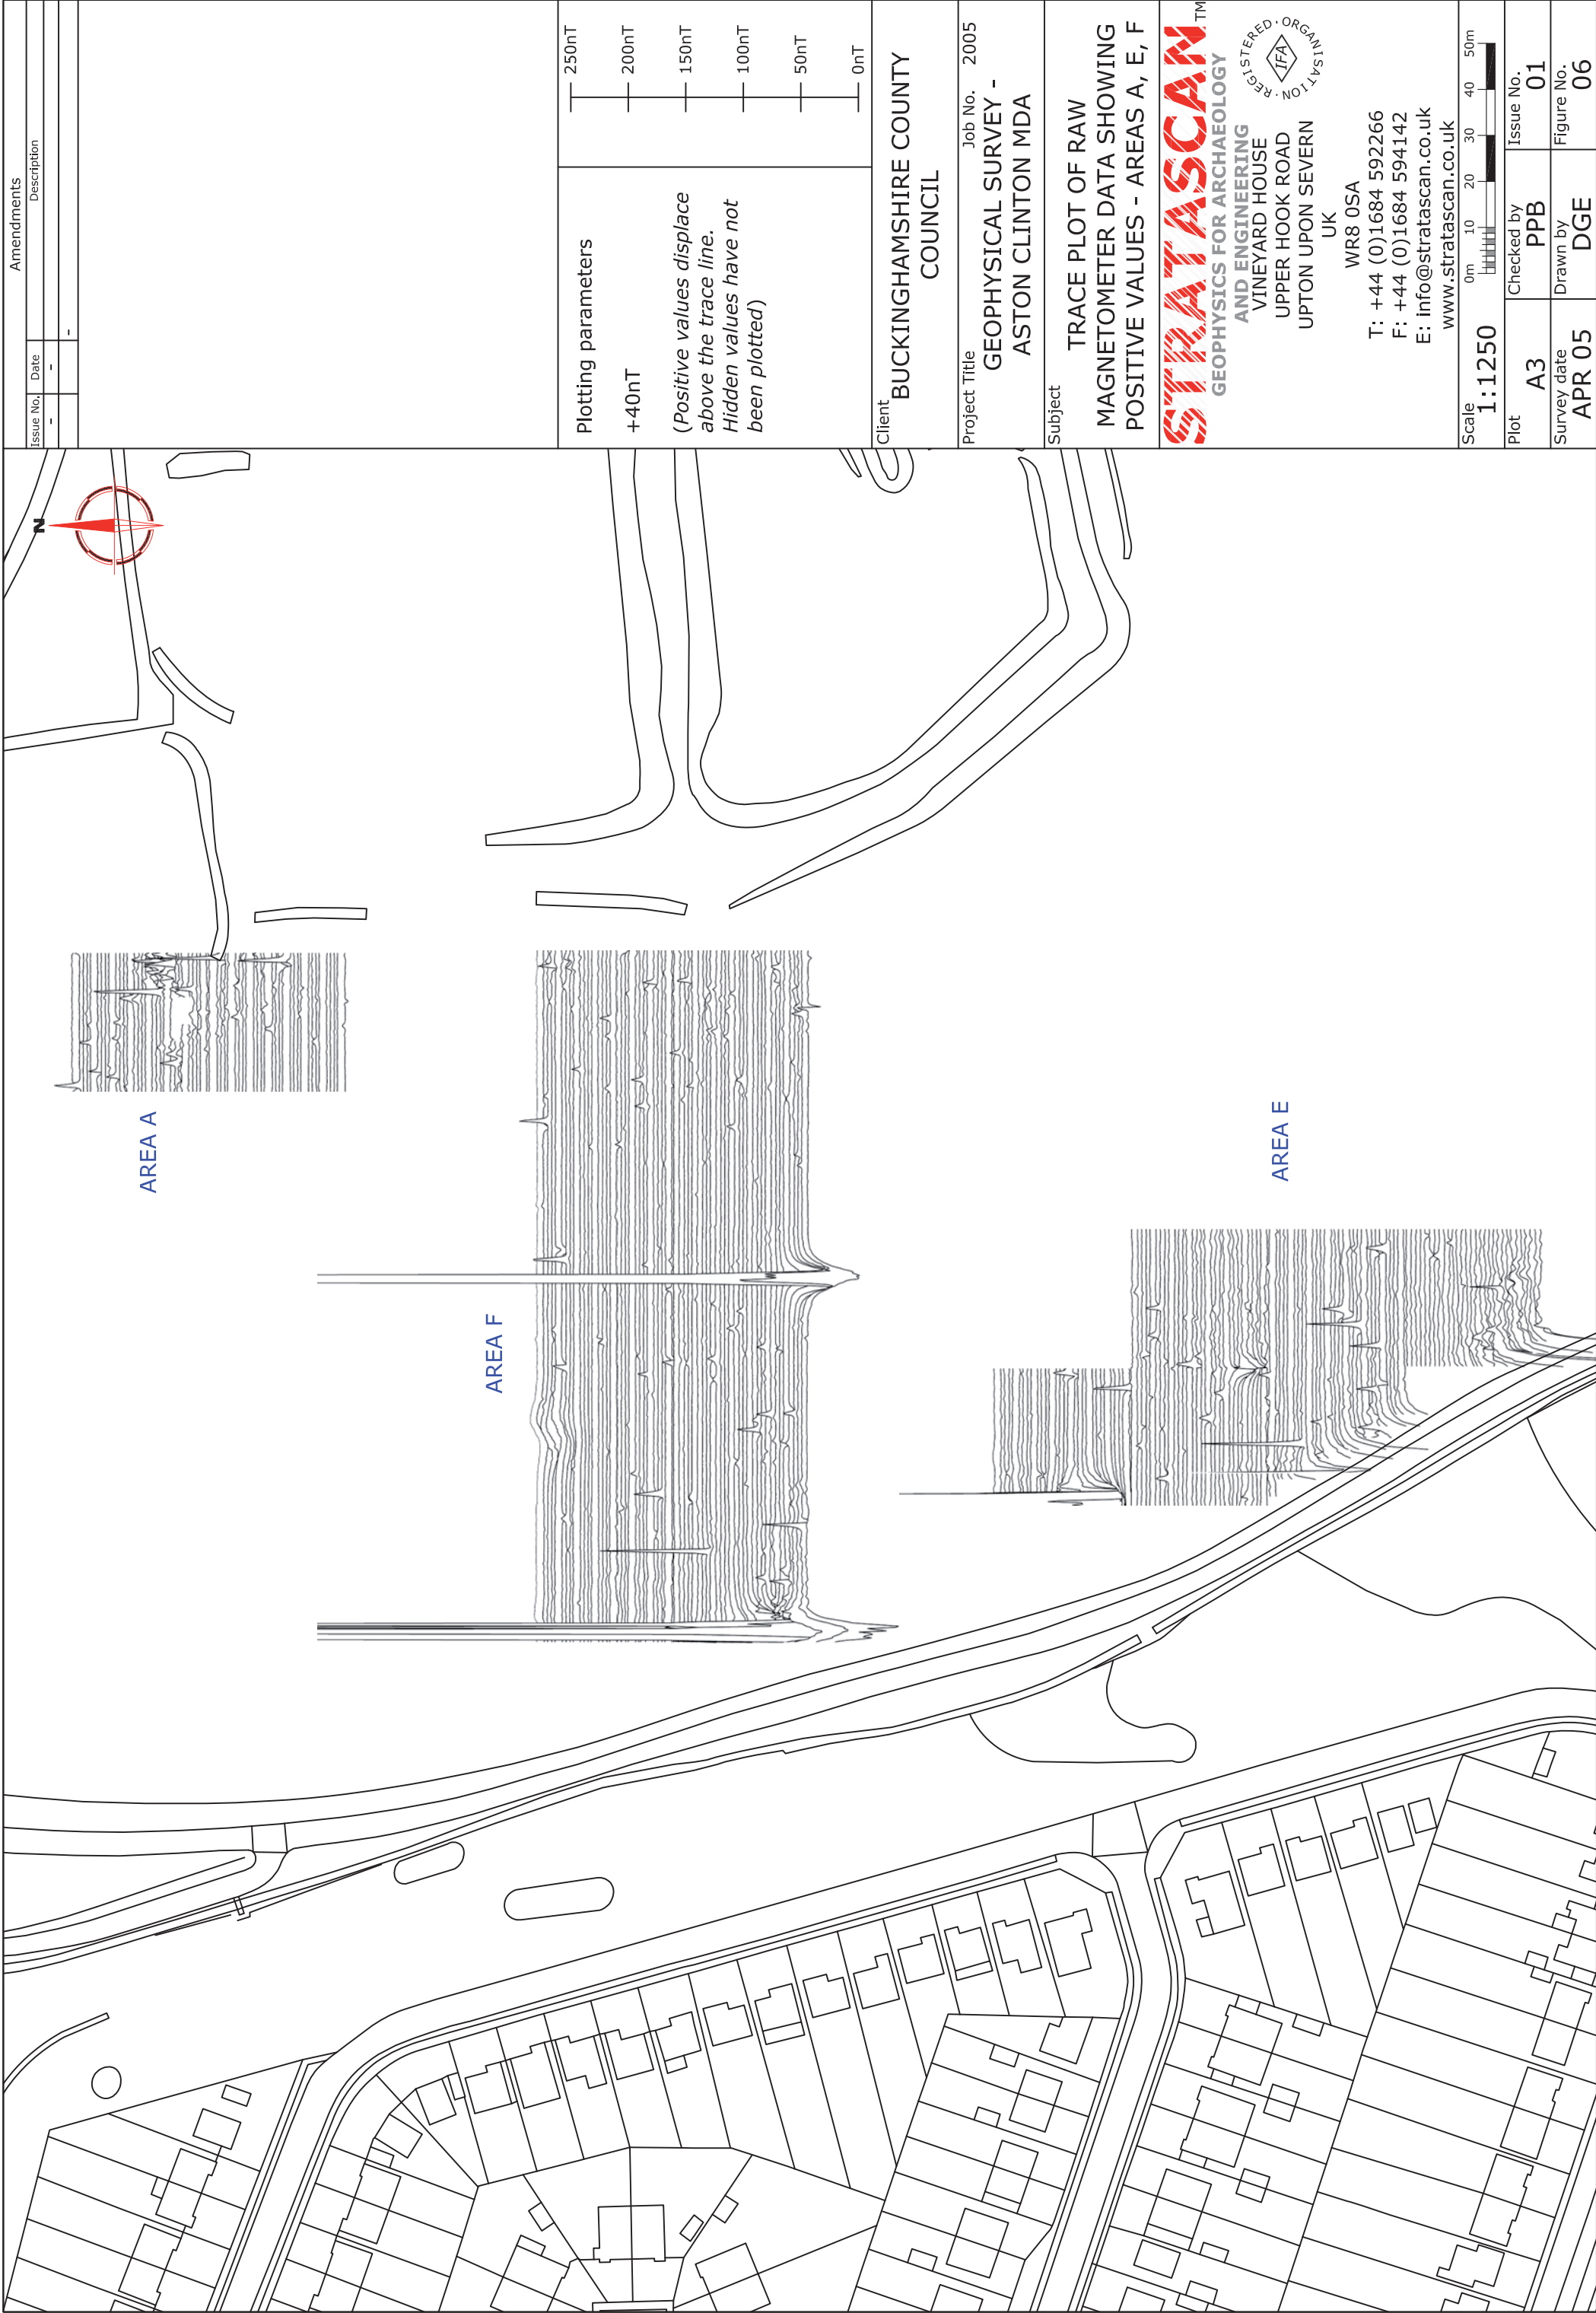 Amendments
Issue No. Date Description
- - -
N
AREA A
AREA F
AREA E
Plotting parameters
+40nT
(Positive values displace
above the trace line.
Hidden values have not
been plotted)
250nT
200nT
150nT
100nT
50nT
0nT
Client
BUCKINGHAMSHIRE COUNTY
COUNCIL
Project Title Job No. 2005
GEOPHYSICAL SURVEY -
ASTON CLINTON MDA
Subject
TRACE PLOT OF RAW
MAGNETOMETER DATA SHOWING
POSITIVE VALUES - AREAS A, E, F
STRATASCAN TM
GEOPHYSICS FOR ARCHAEOLOGY
AND ENGINEERING
REGISTERED · ORGANISATION ·
IFA
VINEYARD HOUSE
UPPER HOOK ROAD
UPTON UPON SEVERN
UK
WR8 0SA
T: +44 (0)1684 592266
F: +44 (0)1684 594142
E: info@stratascan.co.uk
www.stratascan.co.uk
Scale
1:1250
0m 10 20 30 40 50m
Plot
A3
Checked by
PPB
Issue No.
01
Survey date
APR 05
Drawn by
DGE
Figure No.
06